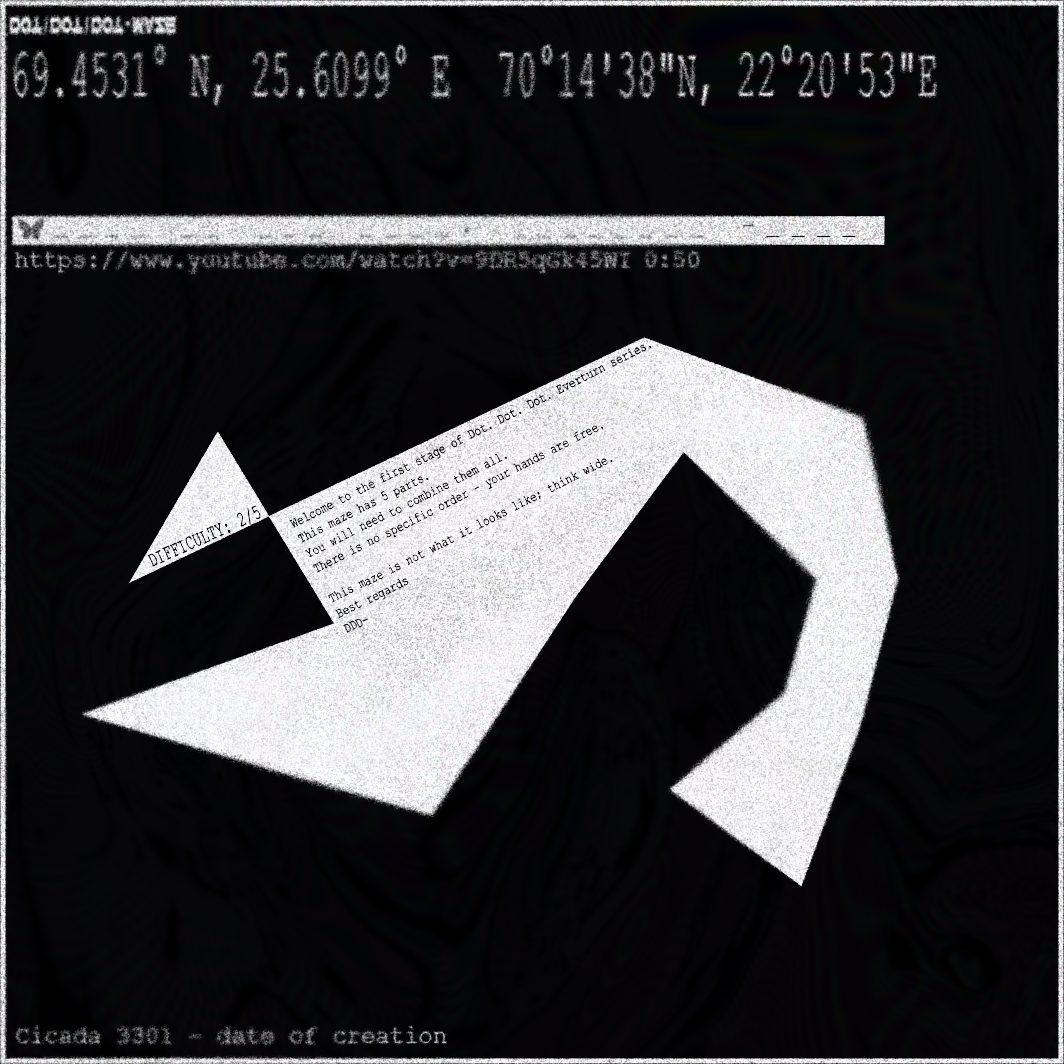 DOT/DOT/DOT-WYSE
69.4531° N, 25.6099° E 70°14'38"N, 22°20'53"E
_ _ _ _ _ _ _ _ _ _ _ _ _ _ _ _ _ _ _ _ _ _ _ _ - _ _ _ _
https://www.youtube.com/watch?v=9DR5qGk45WI 0:50
Welcome to the first stage of Dot. Dot. Dot. Everturn series.
This maze has 5 parts.
You will need to combine them all.
There is no specific order - your hands are free.
DIFFICULTY: 2/5
This maze is not what it looks like; think wide.
Best regards
DDD-
Cicada 3301 - date of creation